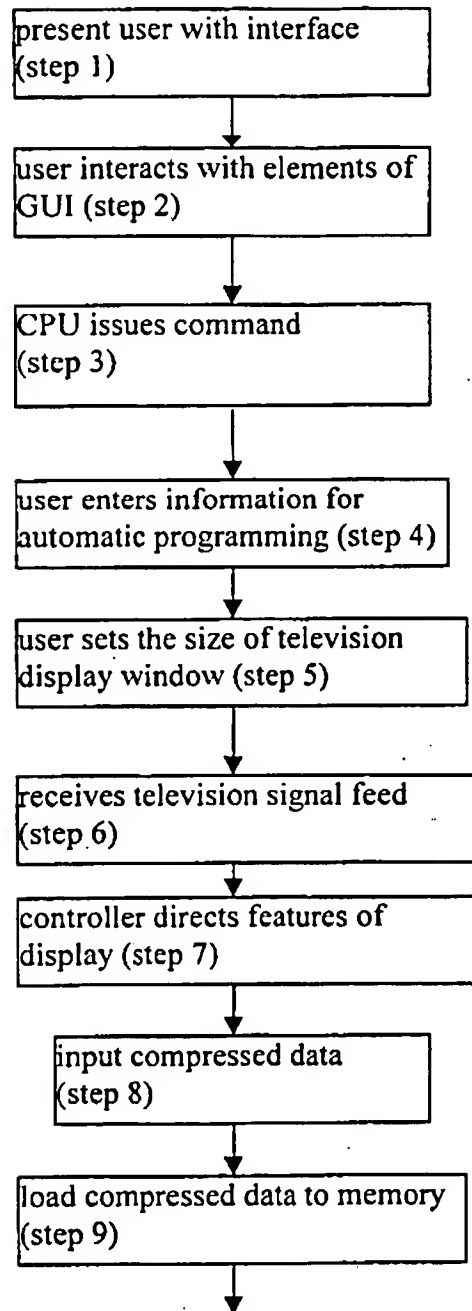 present user with interface
(step 1)
user interacts with elements of
GUI (step 2)
CPU issues command
(step 3)
user enters information for
automatic programming (step 4)
user sets the size of television
display window (step 5)
receives television signal feed
(step 6)
controller directs features of
display (step 7)
input compressed data
(step 8)
load compressed data to memory
(step 9)